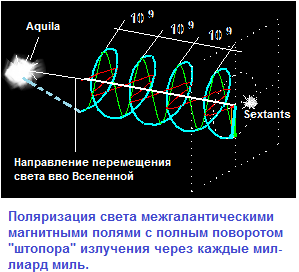 Aquila
10 9
10 9
10 9
Sextants
Направление перемещения
света вво Вселенной
Поляризация света межгалантическими
магнитными полями с полным поворотом
"штопора" излучения через каждые мил-
лиард миль.